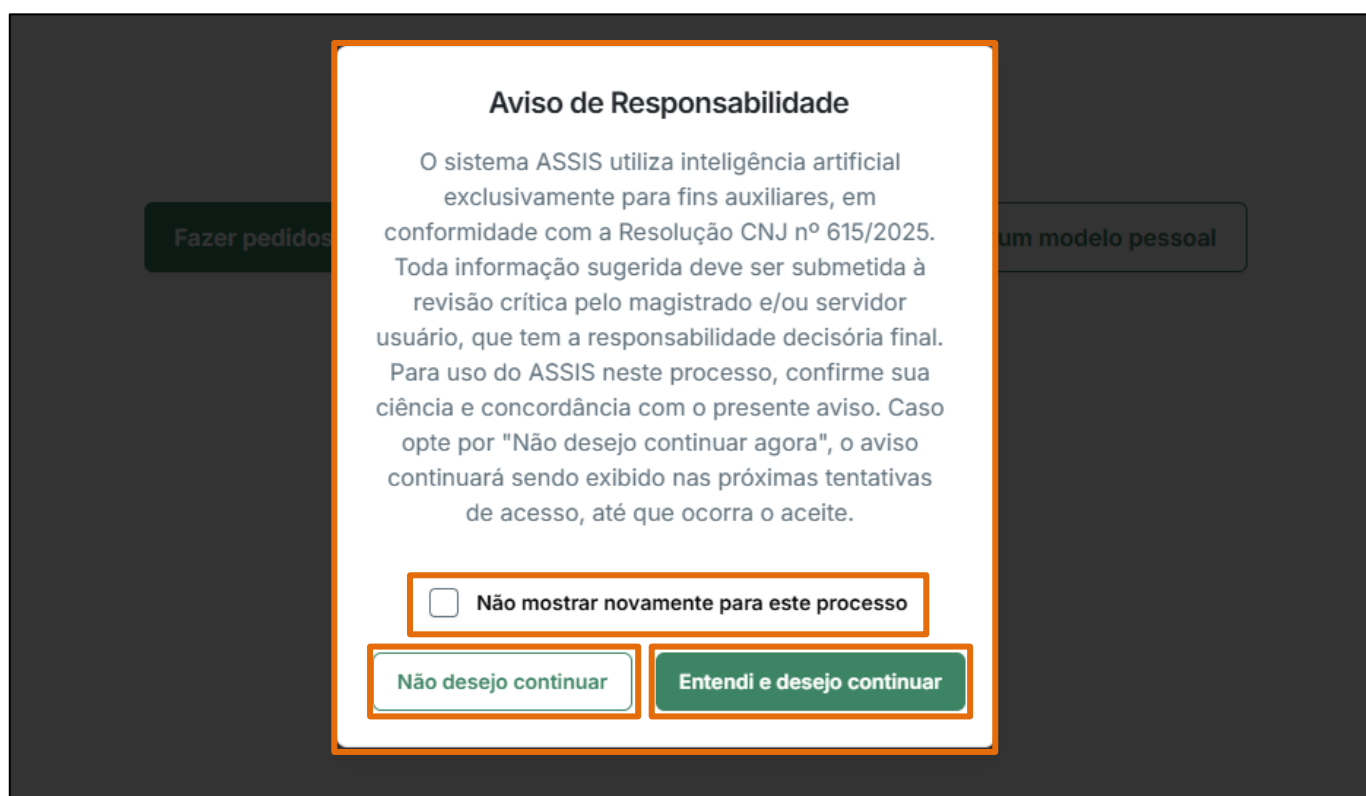 Aviso de Responsabilidade
O sistema ASSIS utiliza inteligência artificial
exclusivamente para fins auxiliares, em
conformidade com a Resolução CNJ nº 615/2025.
Toda informação sugerida deve ser submetida à
revisão crítica pelo magistrado e/ou servidor
usuário, que tem a responsabilidade decisória final.
Para uso do ASSIS neste processo, confirme sua
ciência e concordância com o presente aviso. Caso
opte por "Não desejo continuar agora", o aviso
continuará sendo exibido nas próximas tentativas
de acesso, até que ocorra o aceite.
Não mostrar novamente para este processo
Não desejo continuar
Entendi e desejo continuar
Fazer pedidos
um modelo pessoal